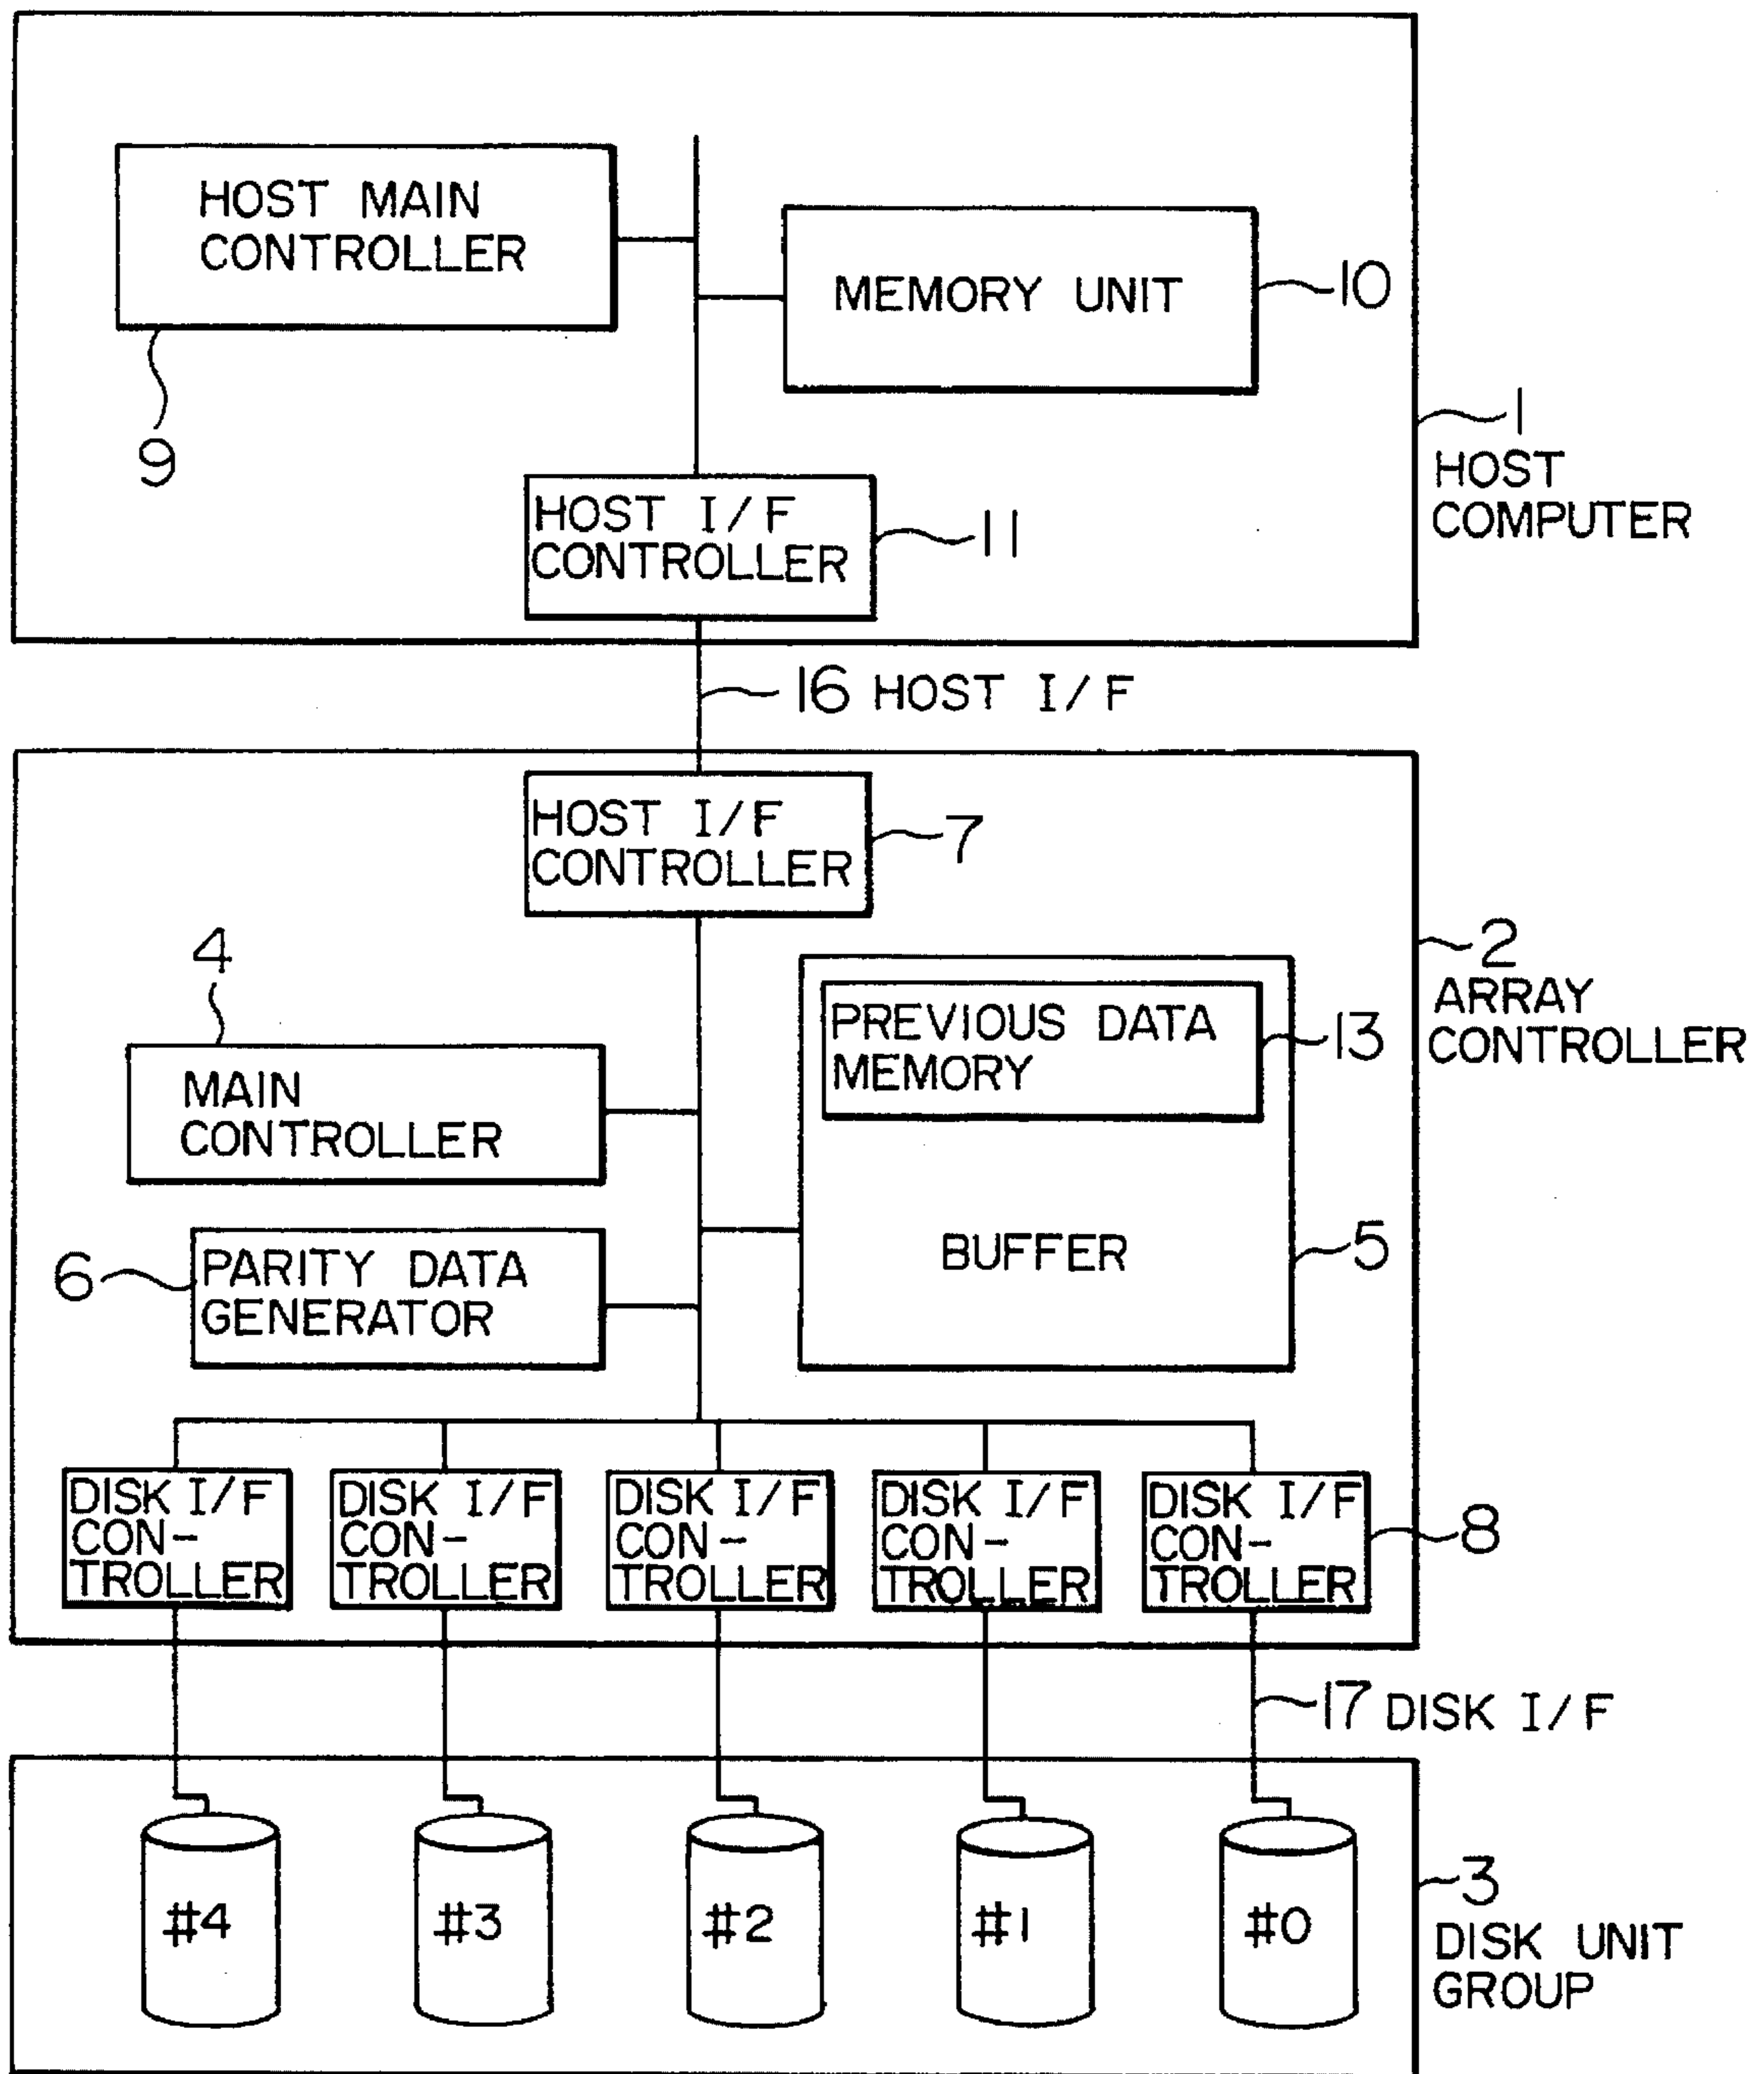 HOST MAIN
CONTROLLER
9
MEMORY UNIT
10
1
HOST
COMPUTER
HOST I/F
CONTROLLER
11
16 HOST I/F
HOST I/F
CONTROLLER
7
2
ARRAY
CONTROLLER
4
MAIN
CONTROLLER
PREVIOUS DATA
MEMORY
13
BUFFER
5
6
PARITY DATA
GENERATOR
DISK I/F
CON-
TROLLER
DISK I/F
CON-
TROLLER
DISK I/F
CON-
TROLLER
DISK I/F
CON-
TROLLER
DISK I/F
CON-
TROLLER
8
17 DISK I/F
#4
#3
#2
#1
#0
3
DISK UNIT
GROUP